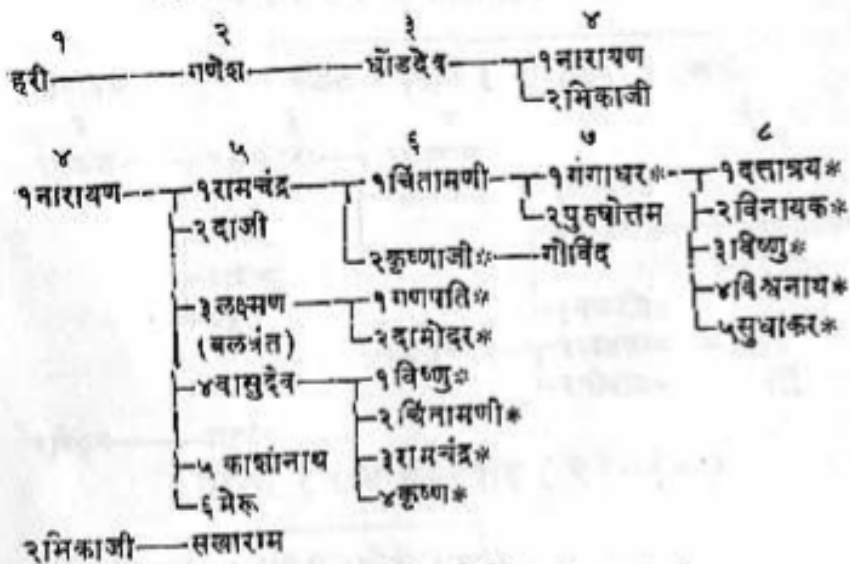 १ २ ३ ४
हरी गणेश धोंडदेव १नारायण
२भिकाजी
४ ५ ६ ७ ८
१नारायण १रामचंद्र १चिंतामणी १गंगाधर* १दत्तात्रय*
२दाजी २पुरुषोत्तम २विनायक*
२कृष्णाजी* गोविंद ३विष्णु*
३लक्ष्मण १गणपति* ४विश्वनाथ*
(बलवंत) २दामोदर* ५सुधाकर*
४वासुदेव १विष्णु*
२चिंतामणी*
५काशीनाथ ३रामचंद्र*
६मेरू ४कृष्ण*
२भिकाजी सखाराम